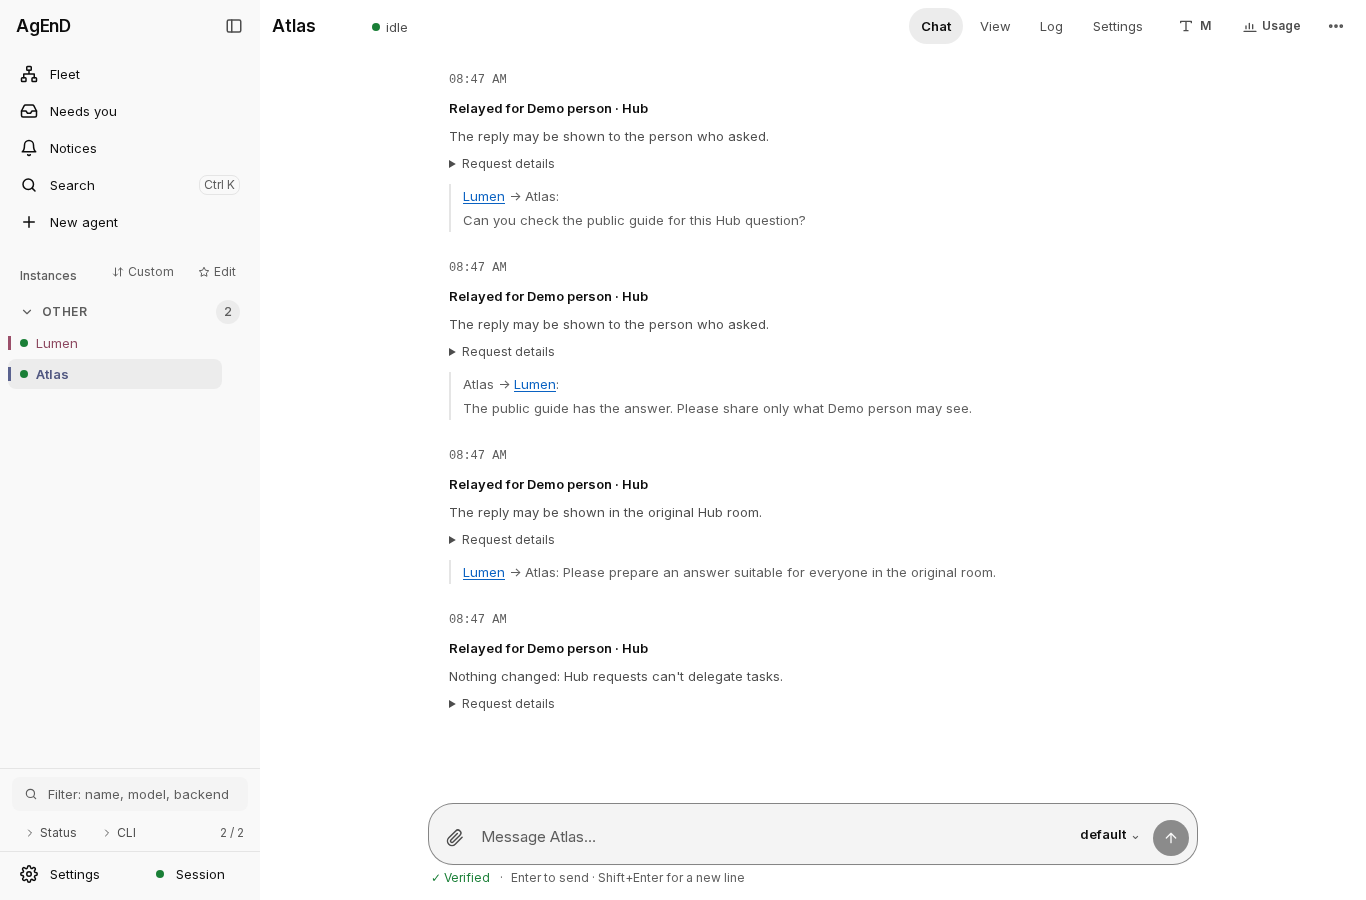 AgEnD
Fleet
Needs you
Notices
Search Ctrl K
New agent
Instances Custom Edit
OTHER 2
Lumen
Atlas
Filter: name, model, backend
Status CLI 2 / 2
Settings Session
Atlas idle Chat View Log Settings M Usage •••
08:47 AM
Relayed for Demo person · Hub
The reply may be shown to the person who asked.
▶ Request details
Lumen → Atlas:
Can you check the public guide for this Hub question?
08:47 AM
Relayed for Demo person · Hub
The reply may be shown to the person who asked.
▶ Request details
Atlas → Lumen:
The public guide has the answer. Please share only what Demo person may see.
08:47 AM
Relayed for Demo person · Hub
The reply may be shown in the original Hub room.
▶ Request details
Lumen → Atlas: Please prepare an answer suitable for everyone in the original room.
08:47 AM
Relayed for Demo person · Hub
Nothing changed: Hub requests can't delegate tasks.
▶ Request details
Message Atlas... default
✓ Verified · Enter to send · Shift+Enter for a new line